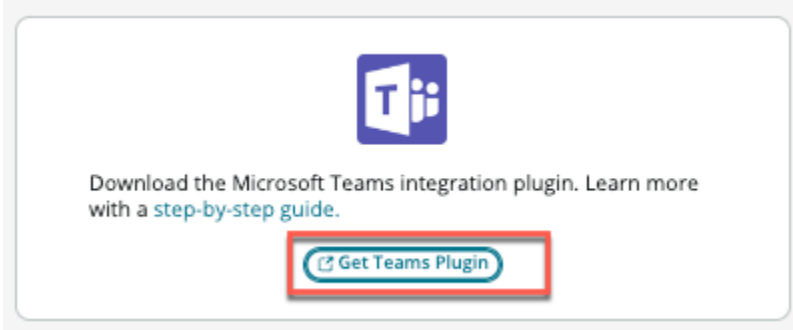 T
Download the Microsoft Teams integration plugin. Learn more
with a step-by-step guide.
Get Teams Plugin